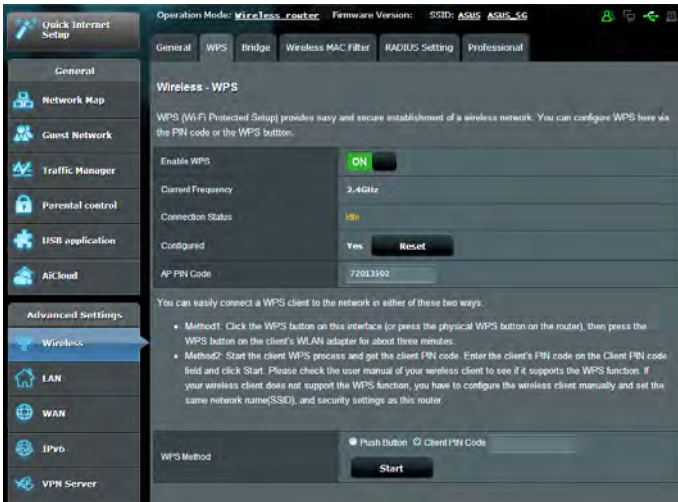 Quick Internet
Setup
Operation Mode: Wireless router Firmware Version: SSID: ASUS ASUS_5G
General WPS Bridge Wireless MAC Filter RADIUS Setting Professional
General
Network Map
Guest Network
Traffic Manager
Parental control
USB application
AiCloud
Advanced Settings
Wireless
LAN
WAN
IPv6
VPN Server
Wireless - WPS
WPS (Wi-Fi Protected Setup) provides easy and secure establishment of a wireless network. You can configure WPS here via
the PIN code or the WPS buttton.
Enable WPS ON
Current Frequency 2.4GHz
Connection Status Idle
Configured Yes Reset
AP PIN Code 72013502
You can easily connect a WPS client to the network in either of these two ways.
• Method1: Click the WPS button on this interface (or press the physical WPS button on the router), then press the
WPS button on the client's WLAN adapter for about three minutes.
• Method2: Start the client WPS process and get the client PIN code. Enter the client's PIN code on the Client PIN code
field and click Start. Please check the user manual of your wireless client to see if it supports the WPS function. If
your wireless client does not support the WPS function, you have to configure the wireless client manually and set the
same network name(SSID), and security settings as this router.
WPS Method Push Button Client PIN Code
Start